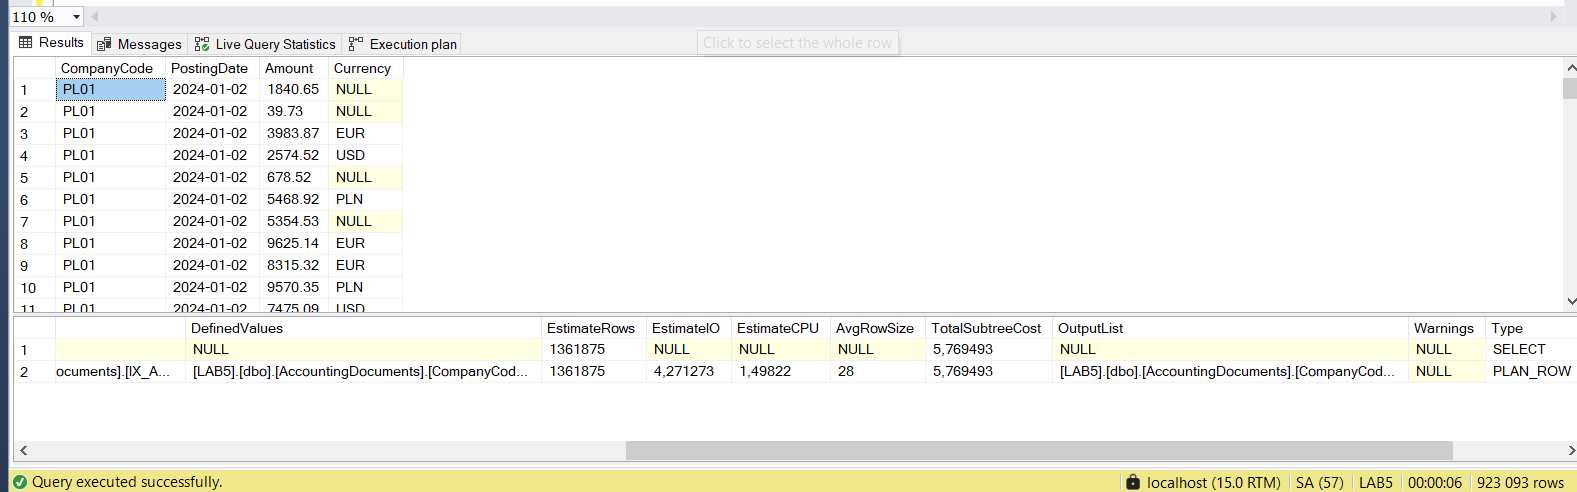 110 %
Results Messages Live Query Statistics Execution plan Click to select the whole row
CompanyCode PostingDate Amount Currency
1 PL01 2024-01-02 1840.65 NULL
2 PL01 2024-01-02 39.73 NULL
3 PL01 2024-01-02 3983.87 EUR
4 PL01 2024-01-02 2574.52 USD
5 PL01 2024-01-02 678.52 NULL
6 PL01 2024-01-02 5468.92 PLN
7 PL01 2024-01-02 5354.53 NULL
8 PL01 2024-01-02 9625.14 EUR
9 PL01 2024-01-02 8315.32 EUR
10 PL01 2024-01-02 9570.35 PLN
11 PL01 2024-01-02 7475.09 USD
DefinedValues EstimateRows EstimateIO EstimateCPU AvgRowSize TotalSubtreeCost OutputList Warnings Type
1 NULL 1361875 NULL NULL NULL 5,769493 NULL NULL SELECT
2 ocuments].[IX_A... [LAB5].[dbo].[AccountingDocuments].[CompanyCod... 1361875 4,271273 1,49822 28 5,769493 [LAB5].[dbo].[AccountingDocuments].[CompanyCod... NULL PLAN_ROW
Query executed successfully. localhost (15.0 RTM) SA (57) LAB5 00:00:06 923 093 rows